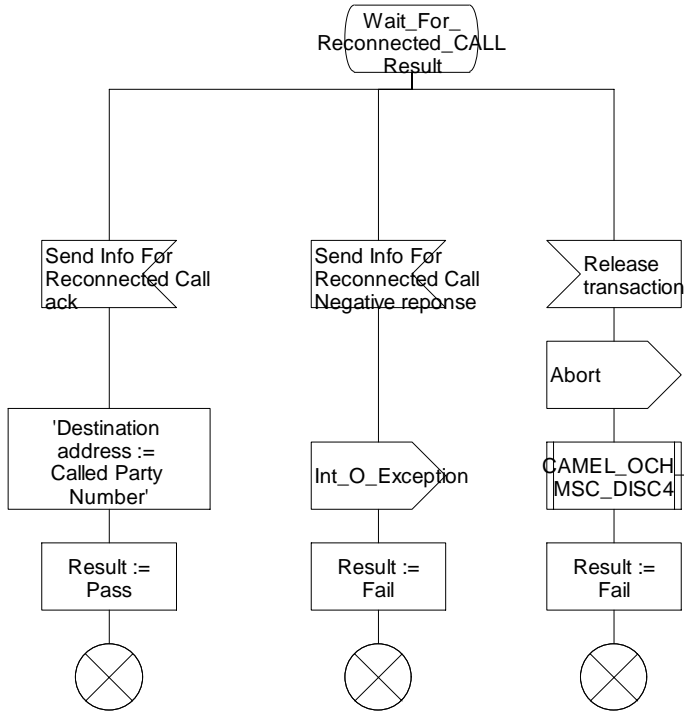 Wait_For_
Reconnected_CALL
Result
Send Info For
Reconnected Call
ack
Send Info For
Reconnected Call
Negative reponse
Release
transaction
Abort
'Destination
address :=
Called Party
Number'
Int_O_Exception
CAMEL_OCH_
MSC_DISC4
Result :=
Pass
Result :=
Fail
Result :=
Fail